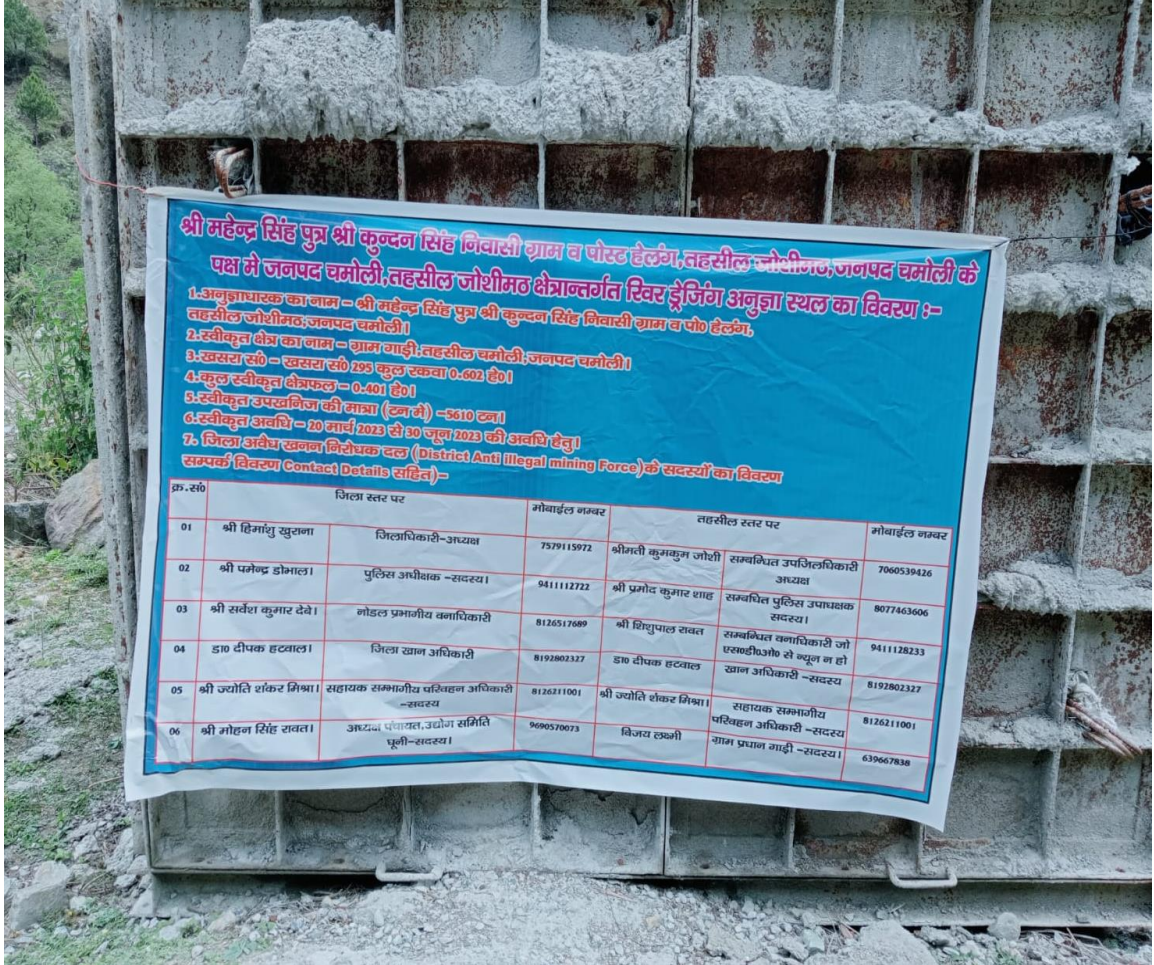 श्री महेन्द्र सिंह पुत्र श्री कुन्दन सिंह निवासी ग्राम व पोस्ट हेलंग,तहसील जोशीमठ,जनपद चमोली के
पक्ष मे जनपद चमोली,तहसील जोशीमठ क्षेत्रान्तर्गत रिवर ड्रेजिंग अनुज्ञा स्थल का विवरण :-
1.अनुज्ञाधारक का नाम - श्री महेन्द्र सिंह पुत्र श्री कुन्दन सिंह निवासी ग्राम व पो0 हेलंग,
तहसील जोशीमठ,जनपद चमोली।
2.स्वीकृत क्षेत्र का नाम - ग्राम गाड़ी,तहसील चमोली,जनपद चमोली।
3.खसरा सं0 - खसरा सं0 295 कुल रकवा 0.602 हे0।
4.कुल स्वीकृत क्षेत्रफल - 0.401 हे0।
5.स्वीकृत उपखनिज की मात्रा (टन मे) -5610 टन।
6.स्वीकृत अवधि - 20 मार्च 2023 से 30 जून 2023 की अवधि हेतु।
7. जिला अवैध खनन निरोधक दल (District Anti illegal mining Force)के सदस्यों का विवरण
सम्पर्क विवरण Contact Details सहित)-
क्र.सं0 जिला स्तर पर मोबाईल नम्बर तहसील स्तर पर मोबाईल नम्बर
01 श्री हिमांशु खुराना जिलाधिकारी-अध्यक्ष 7579115972 श्रीमती कुमकुम जोशी सम्बन्धित उपजिलधिकारी 7060539426
अध्यक्ष
02 श्री पमेन्द्र डोभाल। पुलिस अधीक्षक -सदस्य। 9411112722 श्री प्रमोद कुमार शाह सम्बंधित पुलिस उपाधक्षक 8077463606
सदस्य।
03 श्री सर्वेश कुमार देबे। नोडल प्रभागीय वनाधिकारी 8126517689 श्री शिशुपाल रावत सम्बन्धित वनाधिकारी जो 9411128233
एस0डी0ओ0 से न्यून न हो
04 डा0 दीपक हटवाल। जिला खान अधिकारी 8192802327 डा0 दीपक हटवाल खान अधिकारी -सदस्य 8192802327
05 श्री ज्योति शंकर मिश्रा। सहायक सम्भागीय परिवहन अधिकारी 8126211001 श्री ज्योति शंकर मिश्रा। सहायक सम्भागीय 8126211001
-सदस्य परिवहन अधिकारी -सदस्य
06 श्री मोहन सिंह रावत। अध्यक्ष पंचायत,उद्योग समिति 9690570073 विजय लक्ष्मी ग्राम प्रधान गाड़ी -सदस्य। 639667838
घूनी-सदस्य।